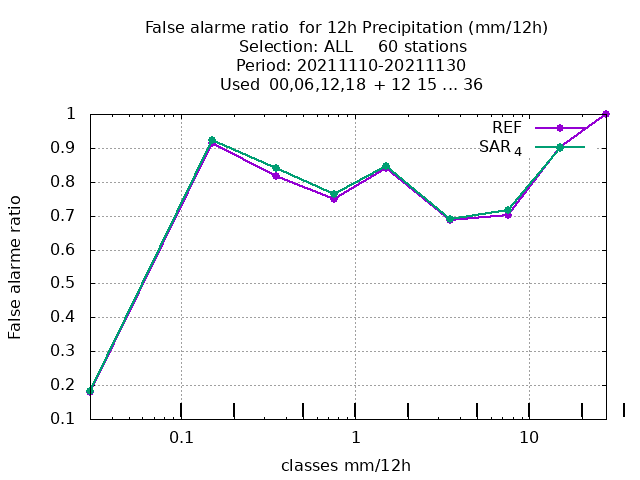 False alarme ratio  for 12h Precipitation (mm/12h)
Selection: ALL     60 stations
Period: 20211110-20211130
Used  00,06,12,18  + 12 15 ... 36
REF
SAR 4
1
0.9
0.8
0.7
0.6
0.5
0.4
0.3
0.2
0.1
False alarme ratio
0.1 1 10
classes mm/12h